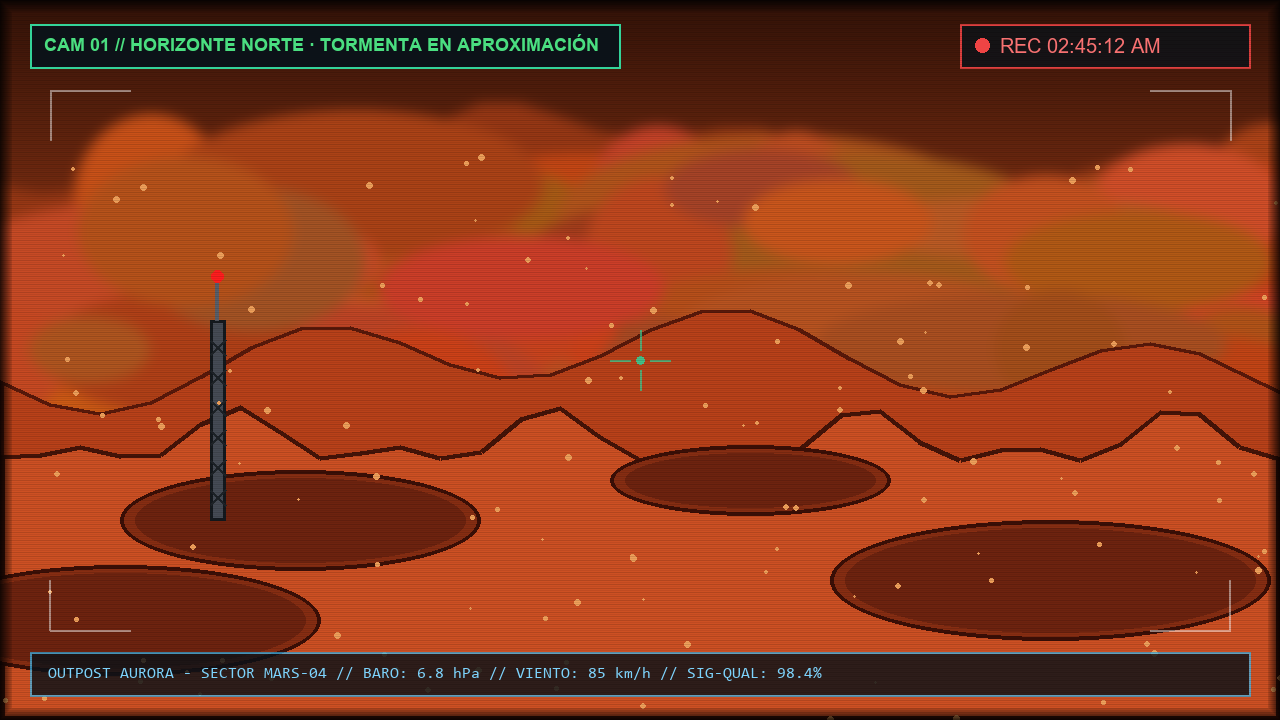 CAM 01 // HORIZONTE NORTE · TORMENTA EN APROXIMACIÓN
REC 02:45:12 AM
OUTPOST AURORA - SECTOR MARS-04 // BARO: 6.8 hPa // VIENTO: 85 km/h // SIG-QUAL: 98.4%